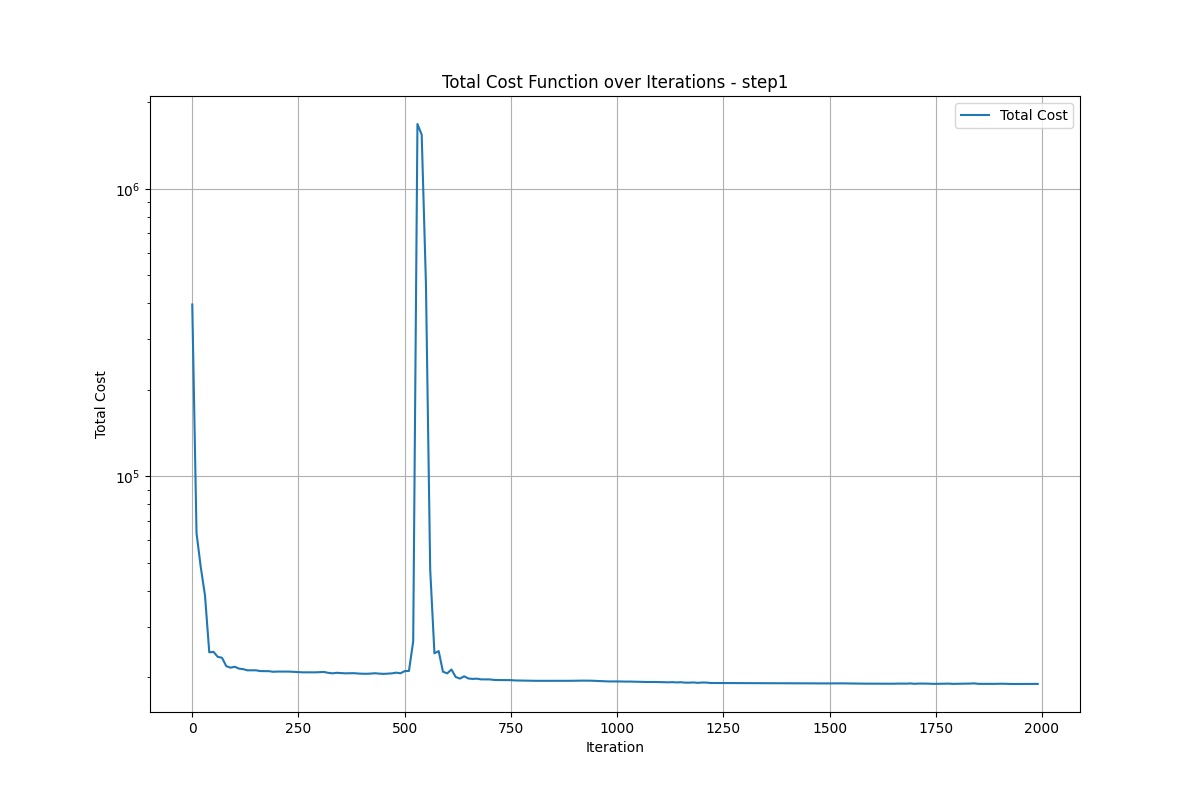 Total Cost Function over Iterations - step1
Total Cost
10^6
10^5
Total Cost
0 250 500 750 1000 1250 1500 1750 2000
Iteration